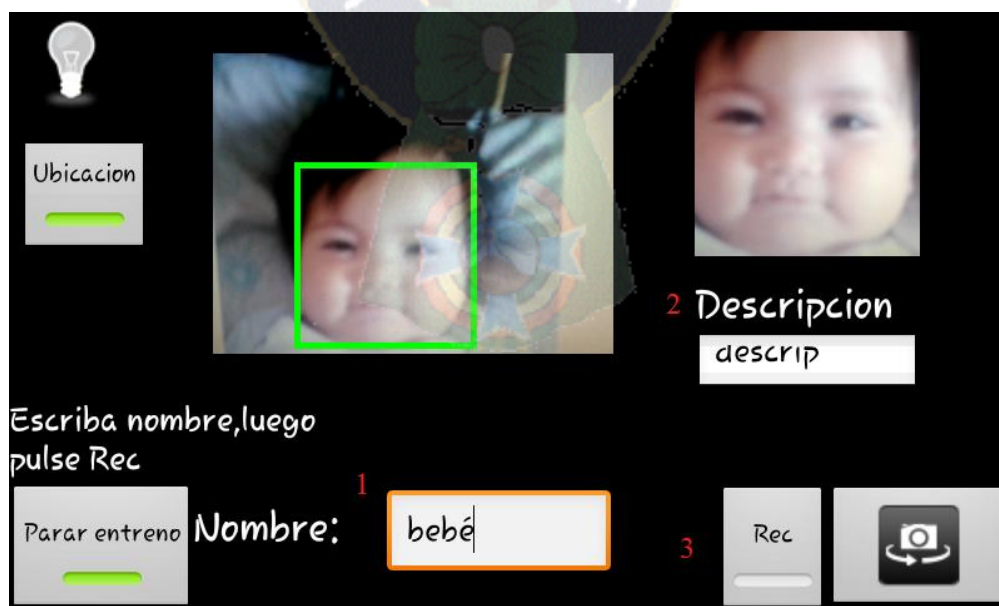 Ubicacion
2 Descripcion
descrip
Escriba nombre,luego
pulse Rec
1
Parar entreno
Nombre:
bebé
3
Rec